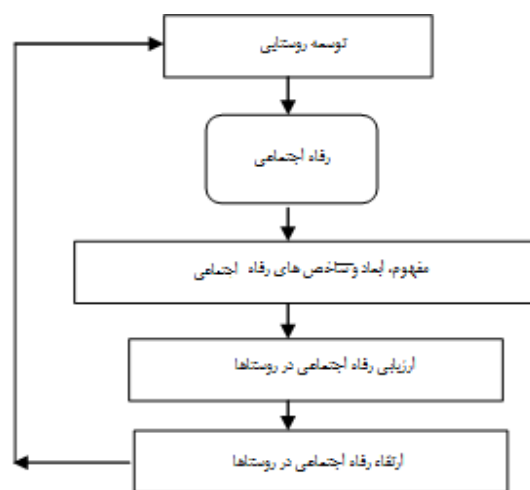 توسعه روستایی
رفاه اجتماعی
مفهوم، ابعاد و شاخص های رفاه اجتماعی
ارزیابی رفاه اجتماعی در روستاها
ارتقاء رفاه اجتماعی در روستاها